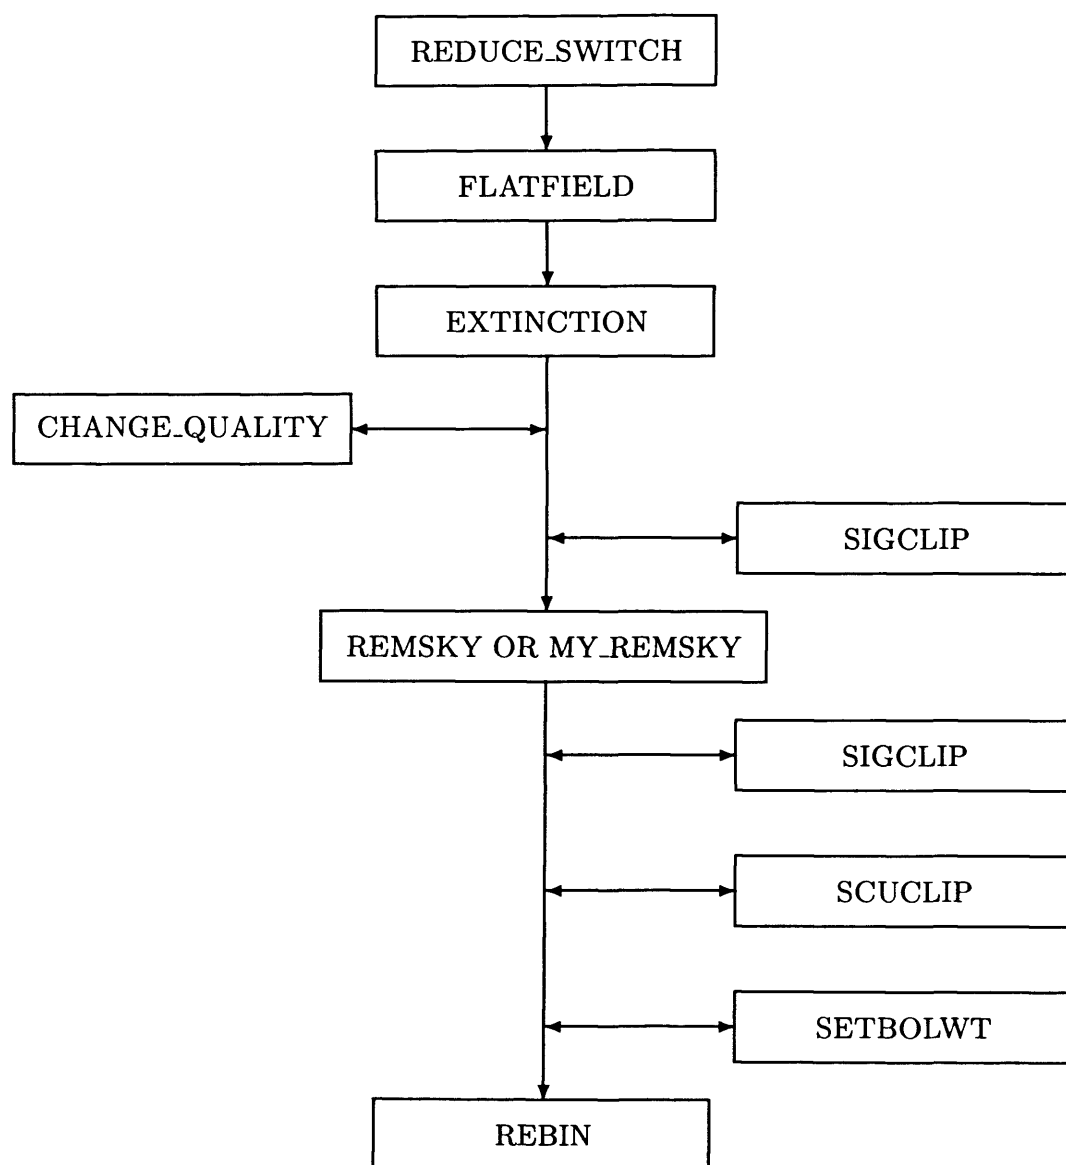 REDUCE_SWITCH
FLATFIELD
EXTINCTION
CHANGE_QUALITY
SIGCLIP
REMSKY OR MY_REMSKY
SIGCLIP
SCUCLIP
SETBOLWT
REBIN